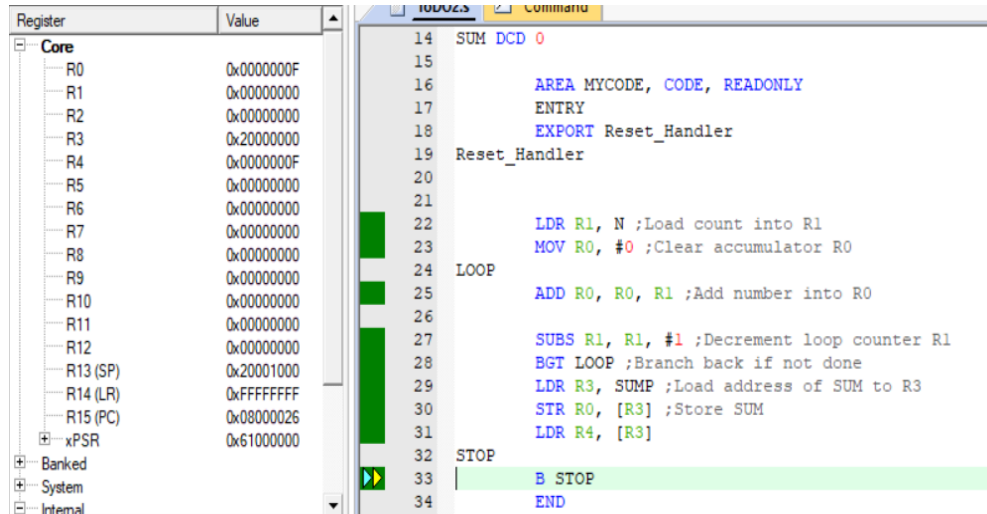 Register Value
Core
R0 0x0000000F
R1 0x00000000
R2 0x00000000
R3 0x20000000
R4 0x0000000F
R5 0x00000000
R6 0x00000000
R7 0x00000000
R8 0x00000000
R9 0x00000000
R10 0x00000000
R11 0x00000000
R12 0x00000000
R13 (SP) 0x20001000
R14 (LR) 0xFFFFFFFF
R15 (PC) 0x08000026
xPSR 0x61000000
Banked
System
Internal
ToDO2.s Command
14 SUM DCD 0
15
16 AREA MYCODE, CODE, READONLY
17 ENTRY
18 EXPORT Reset_Handler
19 Reset_Handler
20
21
22 LDR R1, N ;Load count into R1
23 MOV R0, #0 ;Clear accumulator R0
24 LOOP
25 ADD R0, R0, R1 ;Add number into R0
26
27 SUBS R1, R1, #1 ;Decrement loop counter R1
28 BGT LOOP ;Branch back if not done
29 LDR R3, SUMP ;Load address of SUM to R3
30 STR R0, [R3] ;Store SUM
31 LDR R4, [R3]
32 STOP
33 B STOP
34 END